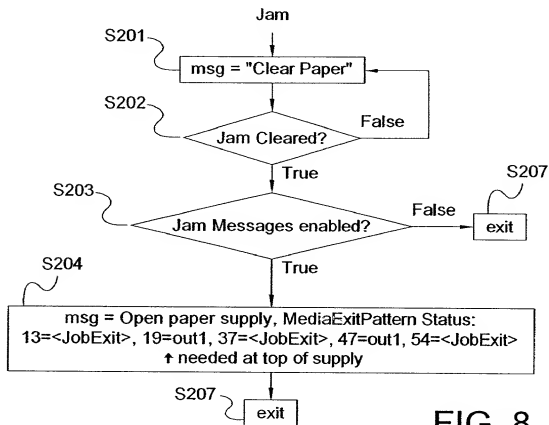 Jam
S201
msg = "Clear Paper"
S202
Jam Cleared?
False
True
S203
Jam Messages enabled?
False
S207
exit
True
S204
msg = Open paper supply, MediaExitPattern Status:
13=<JobExit>, 19=out1, 37=<JobExit>, 47=out1, 54=<JobExit>
↑ needed at top of supply
S207
exit
FIG. 8